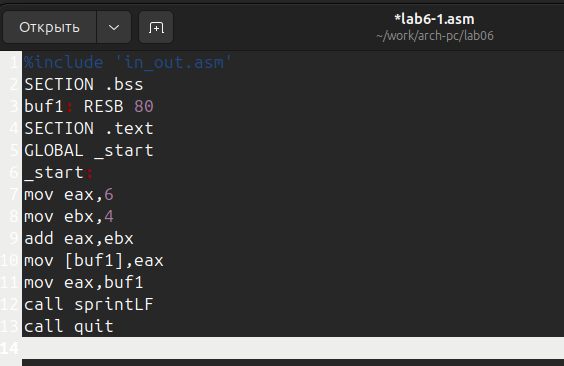 Открыть
*lab6-1.asm
~/work/arch-pc/lab06
1 %include 'in_out.asm'
2 SECTION .bss
3 buf1: RESB 80
4 SECTION .text
5 GLOBAL _start
6 _start:
7 mov eax,6
8 mov ebx,4
9 add eax,ebx
10 mov [buf1],eax
11 mov eax,buf1
12 call sprintLF
13 call quit
14